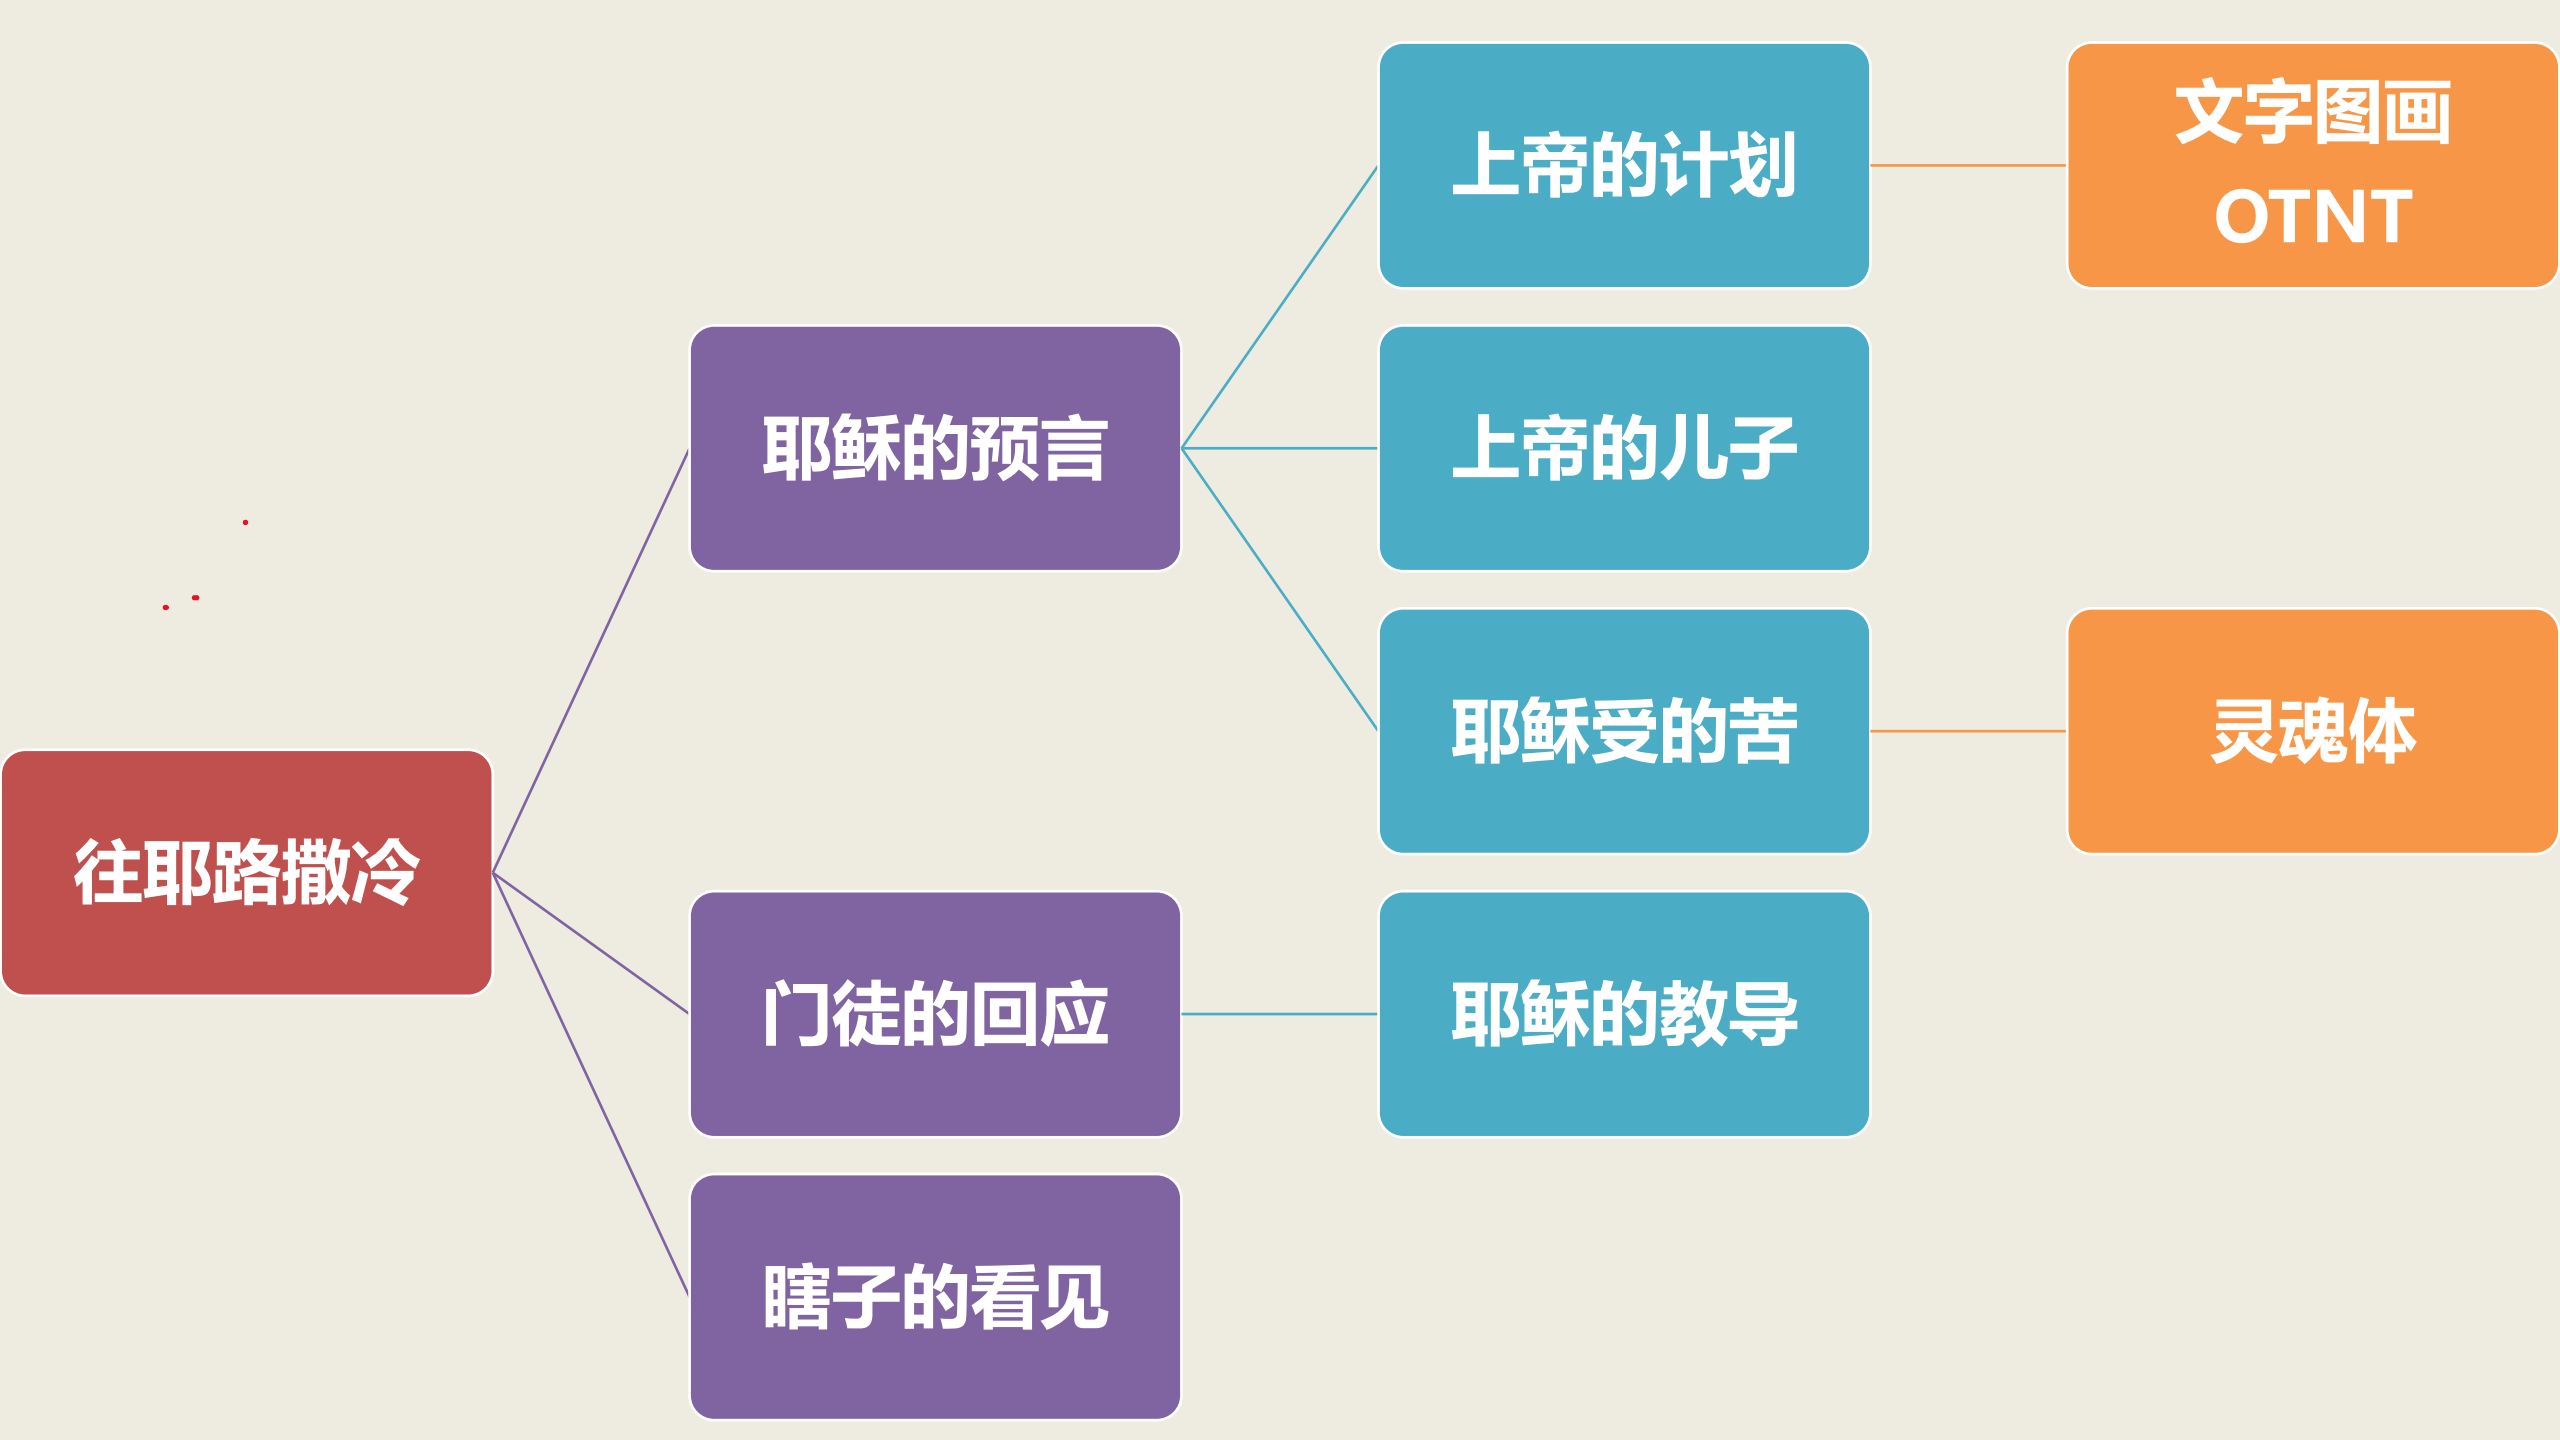 往耶路撒冷
耶稣的预言
上帝的计划
文字图画
OTNT
上帝的儿子
耶稣受的苦
灵魂体
门徒的回应
耶稣的教导
瞎子的看见